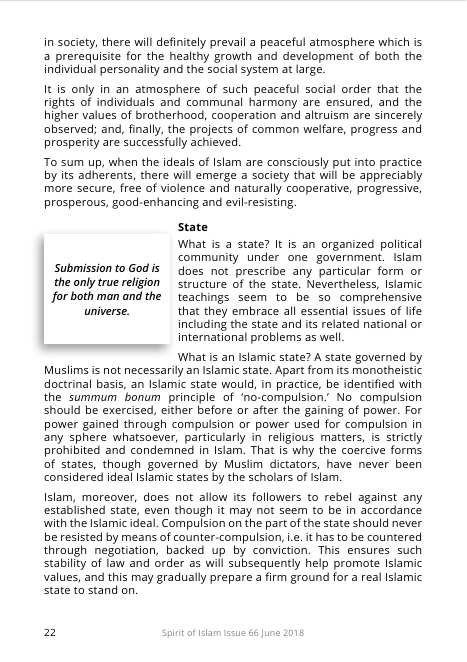 in society, there will definitely prevail a peaceful atmosphere which is
a prerequisite for the healthy growth and development of both the
individual personality and the social system at large.
It is only in an atmosphere of such peaceful social order that the
rights of individuals and communal harmony are ensured, and the
higher values of brotherhood, cooperation and altruism are sincerely
observed; and, finally, the projects of common welfare, progress and
prosperity are successfully achieved.
To sum up, when the ideals of Islam are consciously put into practice
by its adherents, there will emerge a society that will be appreciably
more secure, free of violence and naturally cooperative, progressive,
prosperous, good-enhancing and evil-resisting.
Submission to God is
the only true religion
for both man and the
universe.
State
What is a state? It is an organized political
community under one government. Islam
does not prescribe any particular form or
structure of the state. Nevertheless, Islamic
teachings seem to be so comprehensive
that they embrace all essential issues of life
including the state and its related national or
international problems as well.
What is an Islamic state? A state governed by
Muslims is not necessarily an Islamic state. Apart from its monotheistic
doctrinal basis, an Islamic state would, in practice, be identified with
the summum bonum principle of ‘no-compulsion.’ No compulsion
should be exercised, either before or after the gaining of power. For
power gained through compulsion or power used for compulsion in
any sphere whatsoever, particularly in religious matters, is strictly
prohibited and condemned in Islam. That is why the coercive forms
of states, though governed by Muslim dictators, have never been
considered ideal Islamic states by the scholars of Islam.
Islam, moreover, does not allow its followers to rebel against any
established state, even though it may not seem to be in accordance
with the Islamic ideal. Compulsion on the part of the state should never
be resisted by means of counter-compulsion, i.e. it has to be countered
through negotiation, backed up by conviction. This ensures such
stability of law and order as will subsequently help promote Islamic
values, and this may gradually prepare a firm ground for a real Islamic
state to stand on.
22
Spirit of Islam Issue 66 June 2018